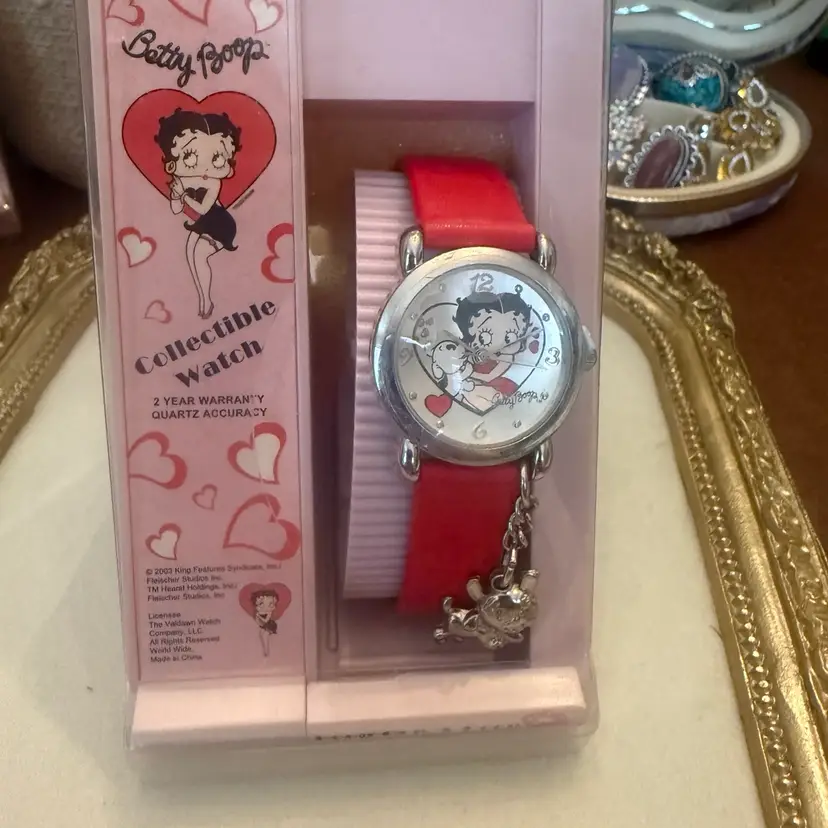 Betty Boop
Collectible
Watch
2 YEAR WARRANTY
QUARTZ ACCURACY
© 2003 King Features Syndicate, Inc./
Fleischer Studios Inc.
TM Hearst Holdings, Inc./
Fleischer Studios, Inc.
Licensee
The Valdawn Watch
Company, LLC
All Rights Reserved
World Wide.
Made in China
12
9
3
Betty Boop
6